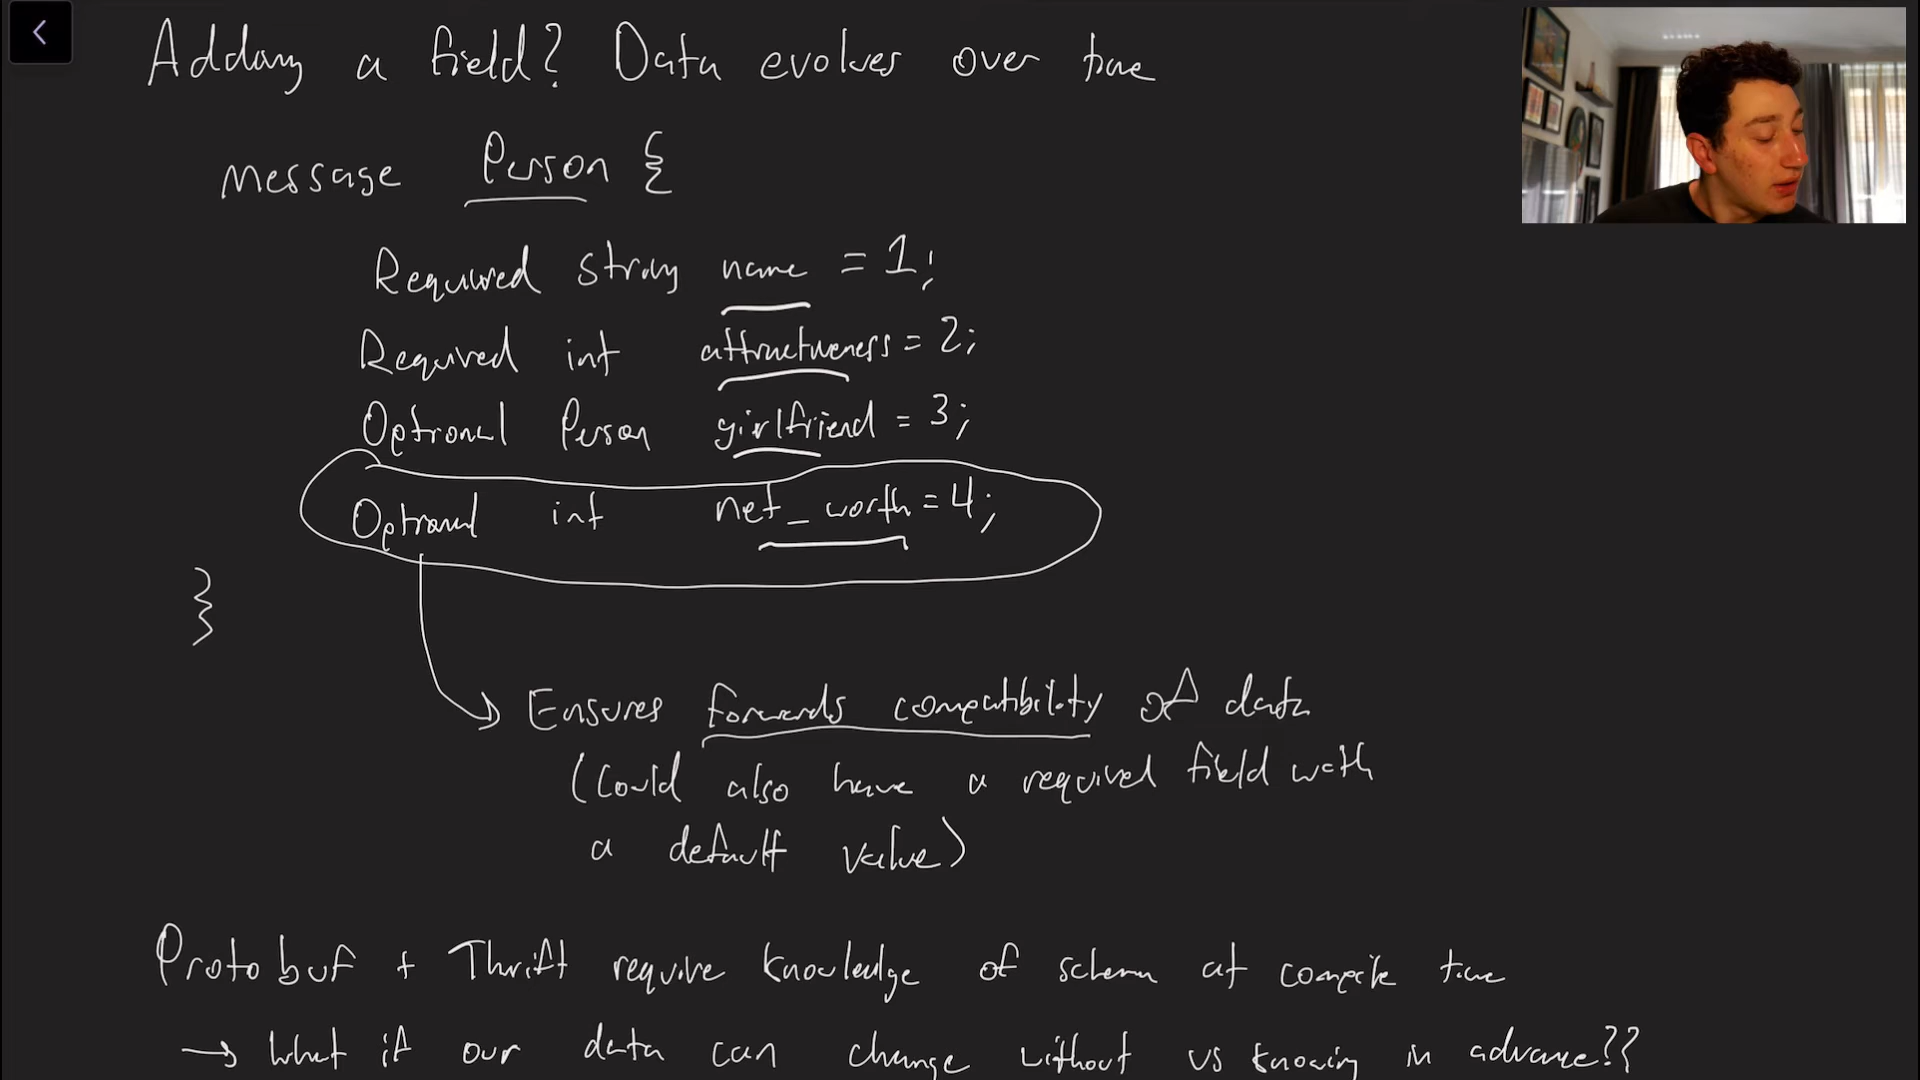 Adding a field? Data evolves over time
message Person {
Required string name = 1;
Required int attractiveness = 2;
Optional Person girlfriend = 3;
Optional int net_worth = 4;
}
→ Ensures forwards compatibility of data
(Could also have a required field with
a default value)
Protobuf + Thrift require knowledge of schema at compile time
→ What if our data can change without us knowing in advance??